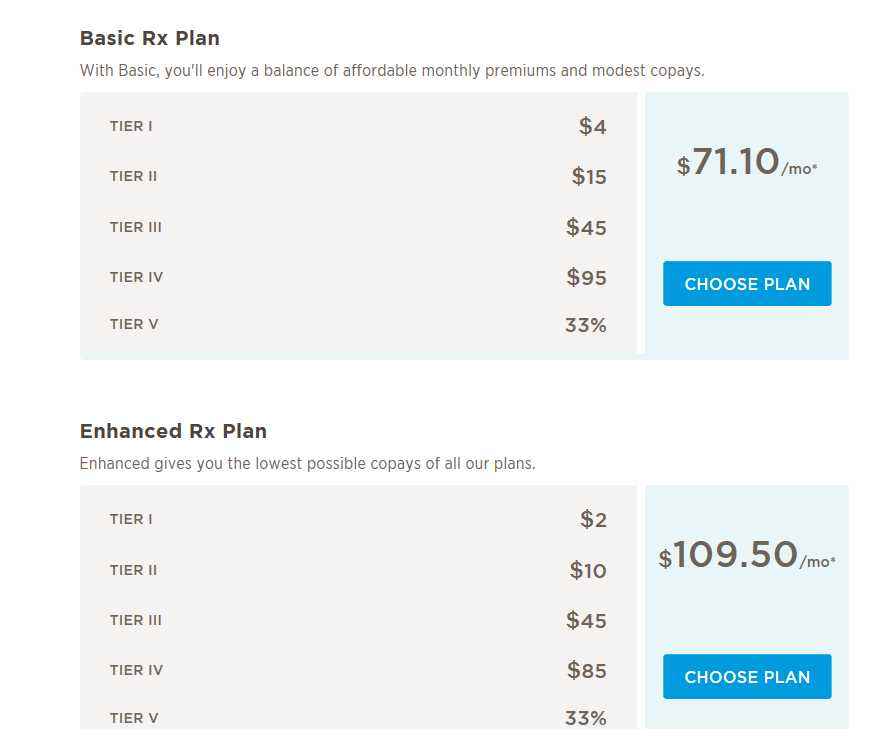 Basic Rx Plan
With Basic, you'll enjoy a balance of affordable monthly premiums and modest copays.
TIER I $4
TIER II $15
TIER III $45
TIER IV $95
TIER V 33%
$71.10/mo*
CHOOSE PLAN
Enhanced Rx Plan
Enhanced gives you the lowest possible copays of all our plans.
TIER I $2
TIER II $10
TIER III $45
TIER IV $85
TIER V 33%
$109.50/mo*
CHOOSE PLAN